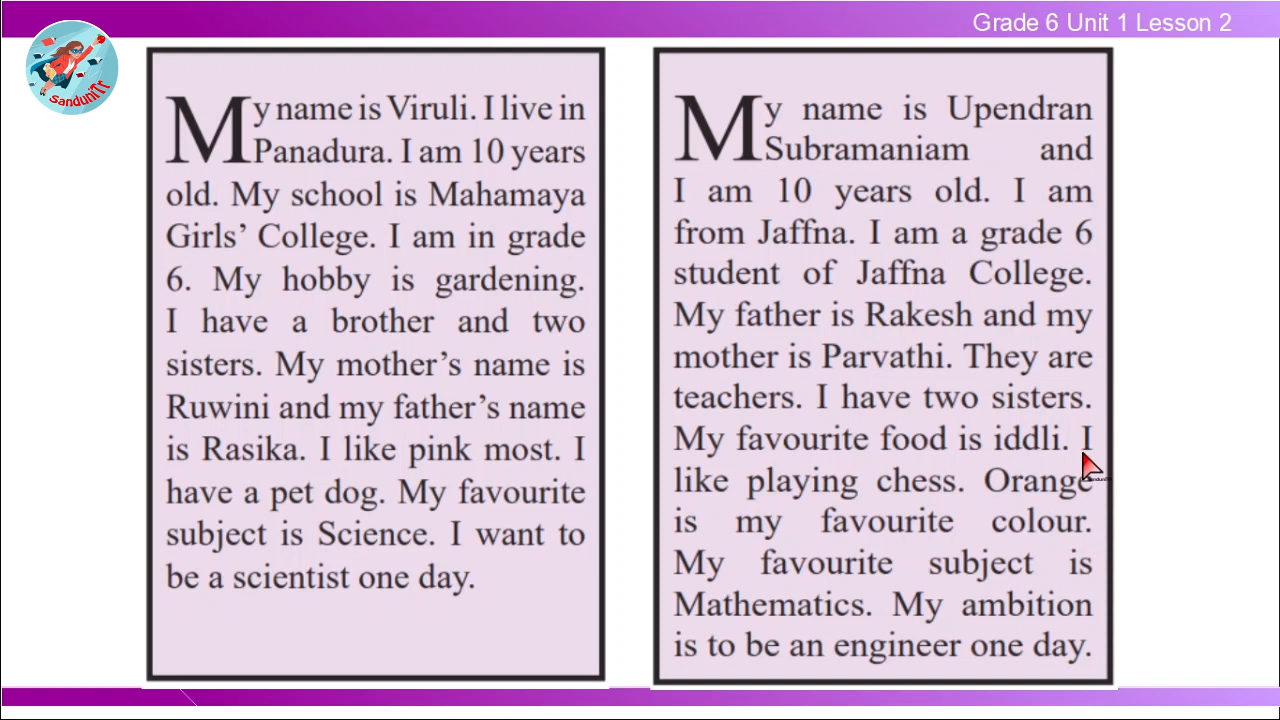 Grade 6 Unit 1 Lesson 2
SanduniTr
My name is Viruli. I live in
Panadura. I am 10 years
old. My school is Mahamaya
Girls’ College. I am in grade
6. My hobby is gardening.
I have a brother and two
sisters. My mother’s name is
Ruwini and my father’s name
is Rasika. I like pink most. I
have a pet dog. My favourite
subject is Science. I want to
be a scientist one day.
My name is Upendran
Subramaniam and
I am 10 years old. I am
from Jaffna. I am a grade 6
student of Jaffna College.
My father is Rakesh and my
mother is Parvathi. They are
teachers. I have two sisters.
My favourite food is iddli. I
like playing chess. Orange
is my favourite colour.
My favourite subject is
Mathematics. My ambition
is to be an engineer one day.